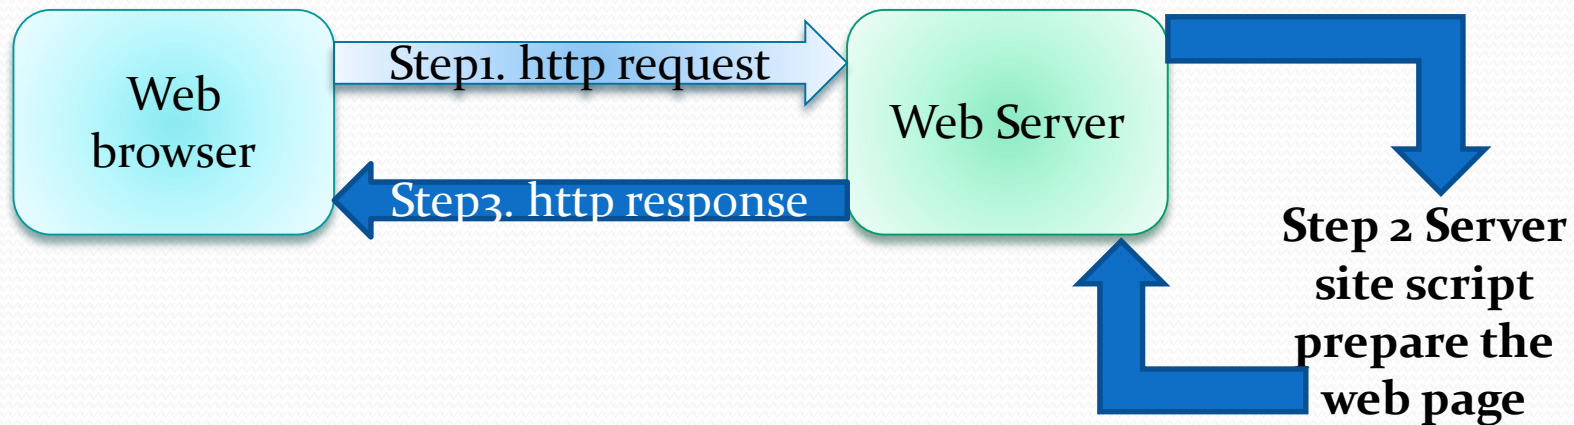 Web
browser
Step1. http request
Step3. http response
Web Server
Step 2 Server
site script
prepare the
web page